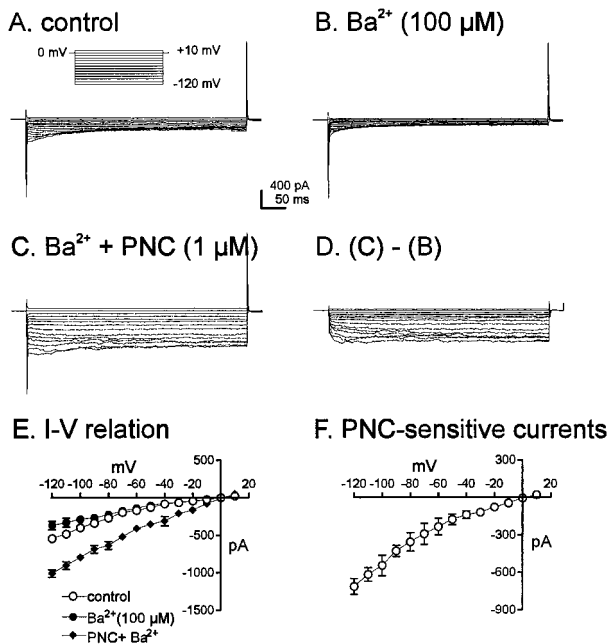 A. control
B. Ba²⁺ (100 µM)
0 mV
+10 mV
-120 mV
400 pA
50 ms
C. Ba²⁺ + PNC (1 µM)
D. (C) - (B)
E. I-V relation
F. PNC-sensitive currents
mV
500
-120 -100 -80 -60 -40 -20 0 20
-500
pA
-1000
-1500
control
Ba²⁺(100 µM)
PNC+ Ba²⁺
mV
300
-120 -100 -80 -60 -40 -20 0 20
-300
pA
-600
-900